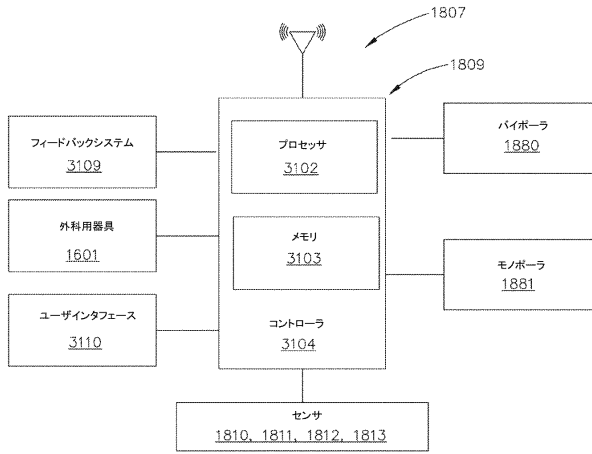 1807
1809
フィードバックシステム
3109
プロセッサ
3102
バイポーラ
1880
外科用器具
1601
メモリ
3103
モノポーラ
1881
ユーザインタフェース
3110
コントローラ
3104
センサ
1810, 1811, 1812, 1813